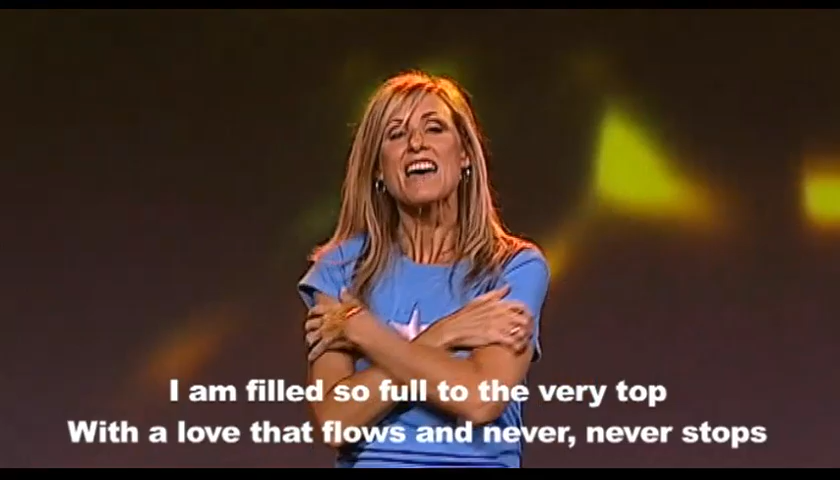 I am filled so full to the very top
With a love that flows and never, never stops